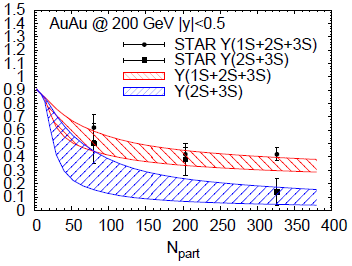 1.5
1.4
1.3
1.2
1.1
1
0.9
0.8
0.7
0.6
0.5
0.4
0.3
0.2
0.1
0
AuAu @ 200 GeV |y|<0.5
STAR Y(1S+2S+3S)
STAR Y(2S+3S)
Y(1S+2S+3S)
Y(2S+3S)
0 50 100 150 200 250 300 350 400
Npart